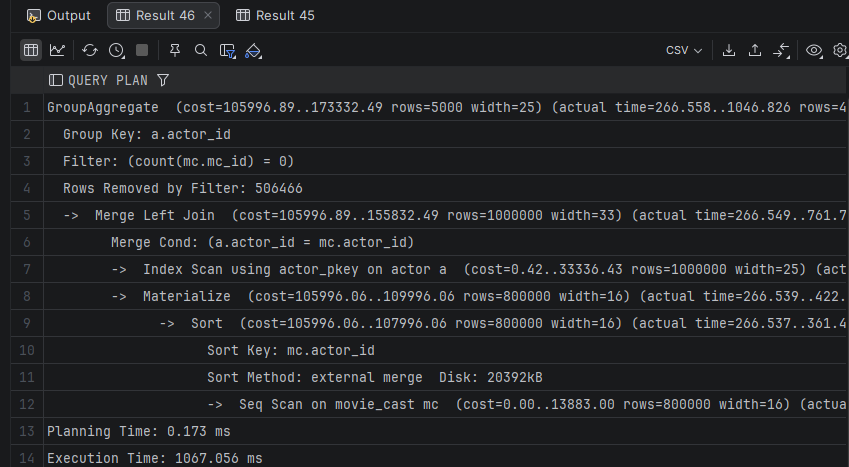 Output Result 46 Result 45
CSV
QUERY PLAN
1 GroupAggregate (cost=105996.89..173332.49 rows=5000 width=25) (actual time=266.558..1046.826 rows=4
2 Group Key: a.actor_id
3 Filter: (count(mc.mc_id) = 0)
4 Rows Removed by Filter: 506466
5 -> Merge Left Join (cost=105996.89..155832.49 rows=1000000 width=33) (actual time=266.549..761.7
6 Merge Cond: (a.actor_id = mc.actor_id)
7 -> Index Scan using actor_pkey on actor a (cost=0.42..33336.43 rows=1000000 width=25) (act
8 -> Materialize (cost=105996.06..109996.06 rows=800000 width=16) (actual time=266.539..422.
9 -> Sort (cost=105996.06..107996.06 rows=800000 width=16) (actual time=266.537..361.4
10 Sort Key: mc.actor_id
11 Sort Method: external merge Disk: 20392kB
12 -> Seq Scan on movie_cast mc (cost=0.00..13883.00 rows=800000 width=16) (actua
13 Planning Time: 0.173 ms
14 Execution Time: 1067.056 ms